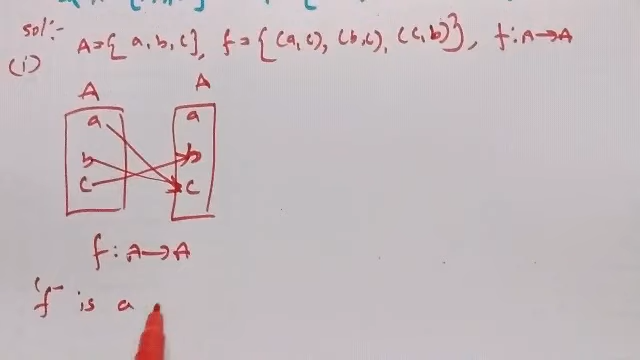 sol:-
A={ a, b, c}, f = {(a,c), (b,c), (c,b)}, f:A→A
(i)
A A
a a
b b
c c
f : A→A
'f' is a